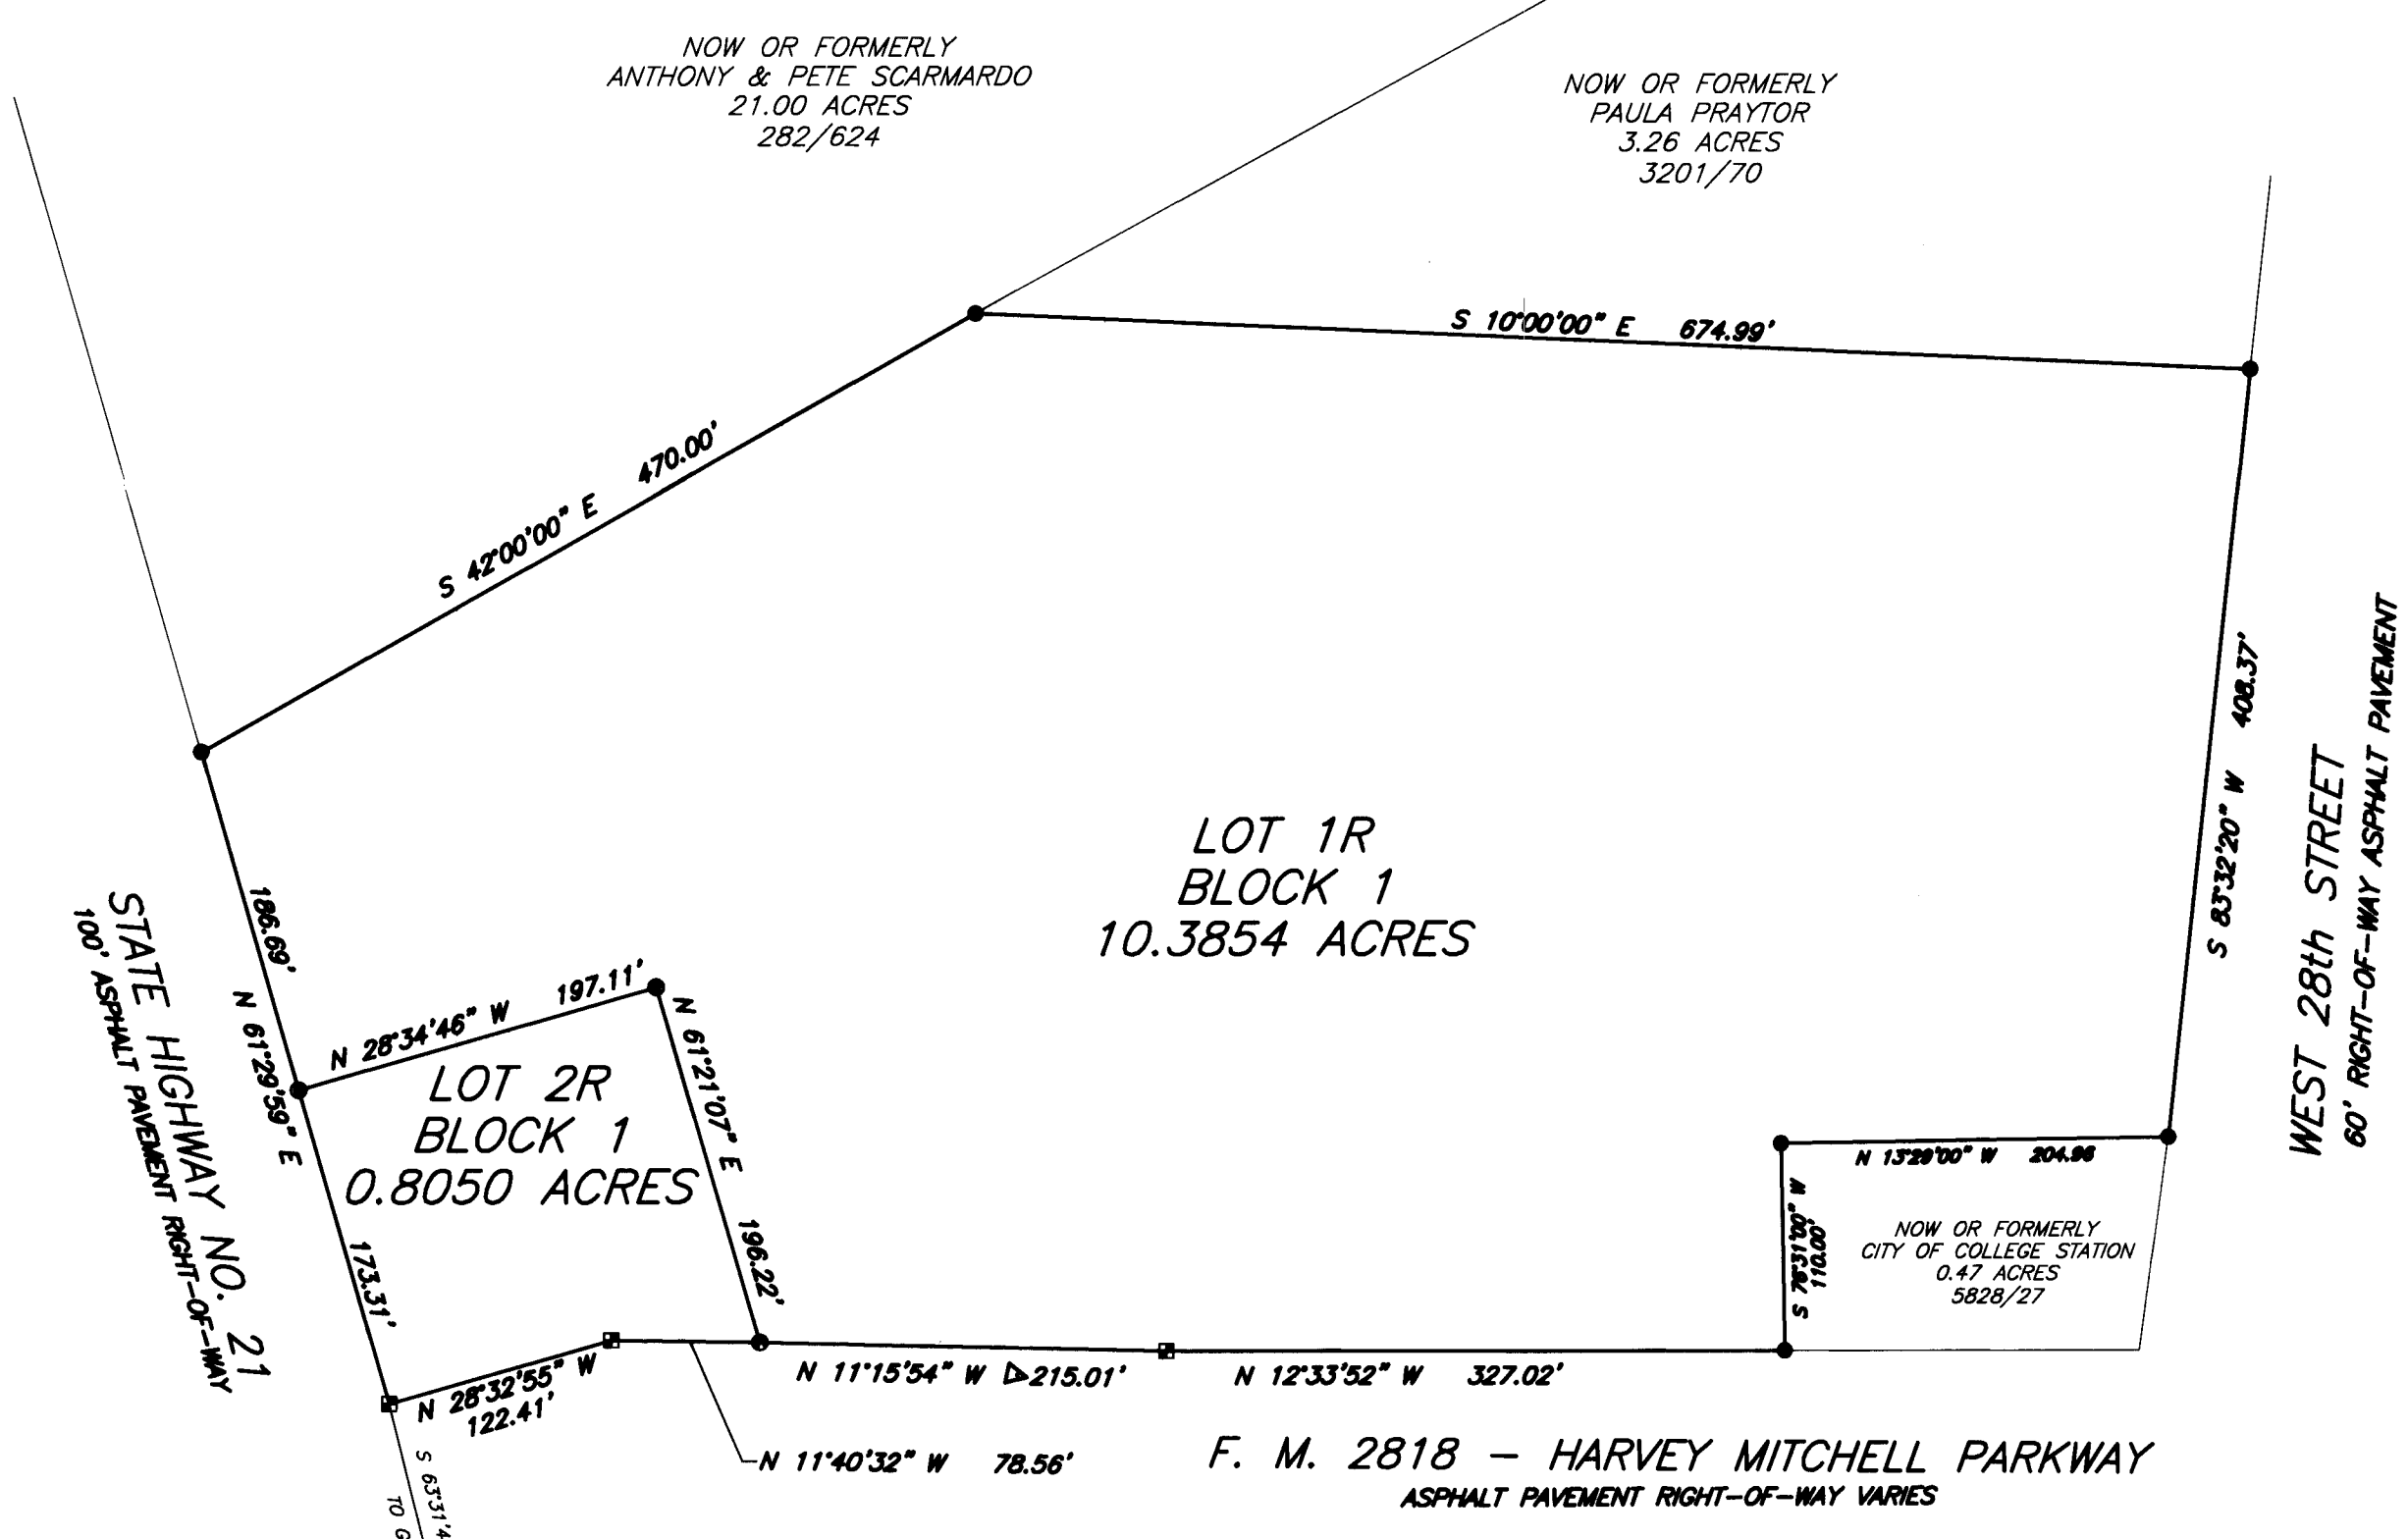 NOW OR FORMERLY
ANTHONY & PETE SCARMARDO
21.00 ACRES
282/624
NOW OR FORMERLY
PAULA PRAYTOR
3.26 ACRES
3201/70
S 10°00'00" E 674.99'
S 42°00'00" E 470.00'
S 83°32'20" W 408.37'
WEST 28th STREET
60' RIGHT-OF-WAY ASPHALT PAVEMENT
LOT 1R
BLOCK 1
10.3854 ACRES
186.69'
N 61°29'59" E
173.31'
STATE HIGHWAY NO. 21
100' ASPHALT PAVEMENT RIGHT-OF-WAY
N 28°34'46" W 197.11'
N 61°21'07" E 196.22'
LOT 2R
BLOCK 1
0.8050 ACRES
N 13°29'00" W 204.96
S 76°31'00" W
110.00'
NOW OR FORMERLY
CITY OF COLLEGE STATION
0.47 ACRES
5828/27
N 28°32'55" W
122.41'
N 11°15'54" W 215.01'
N 12°33'52" W 327.02'
N 11°40'32" W 78.56'
F. M. 2818 - HARVEY MITCHELL PARKWAY
ASPHALT PAVEMENT RIGHT-OF-WAY VARIES
S 63°31'4
TO G